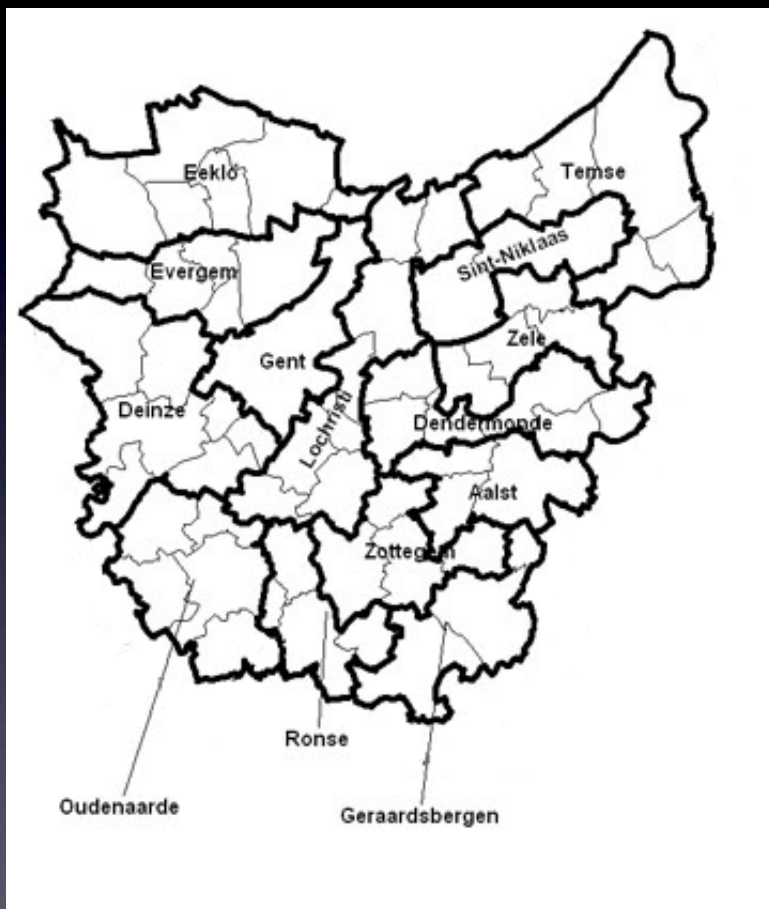 Eeklo
Temse
Sint-Niklaas
Evergem
Zele
Gent
Deinze
Lochristi
Dendermonde
Aalst
Zottegem
Ronse
Oudenaarde
Geraardsbergen